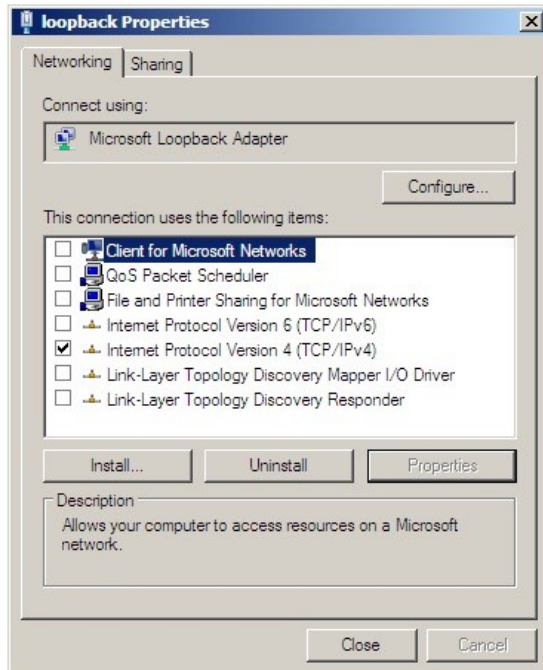 loopback Properties
Networking
Sharing
Connect using:
Microsoft Loopback Adapter
Configure...
This connection uses the following items:
Client for Microsoft Networks
QoS Packet Scheduler
File and Printer Sharing for Microsoft Networks
Internet Protocol Version 6 (TCP/IPv6)
Internet Protocol Version 4 (TCP/IPv4)
Link-Layer Topology Discovery Mapper I/O Driver
Link-Layer Topology Discovery Responder
Install...
Uninstall
Properties
Description
Allows your computer to access resources on a Microsoft
network.
Close
Cancel